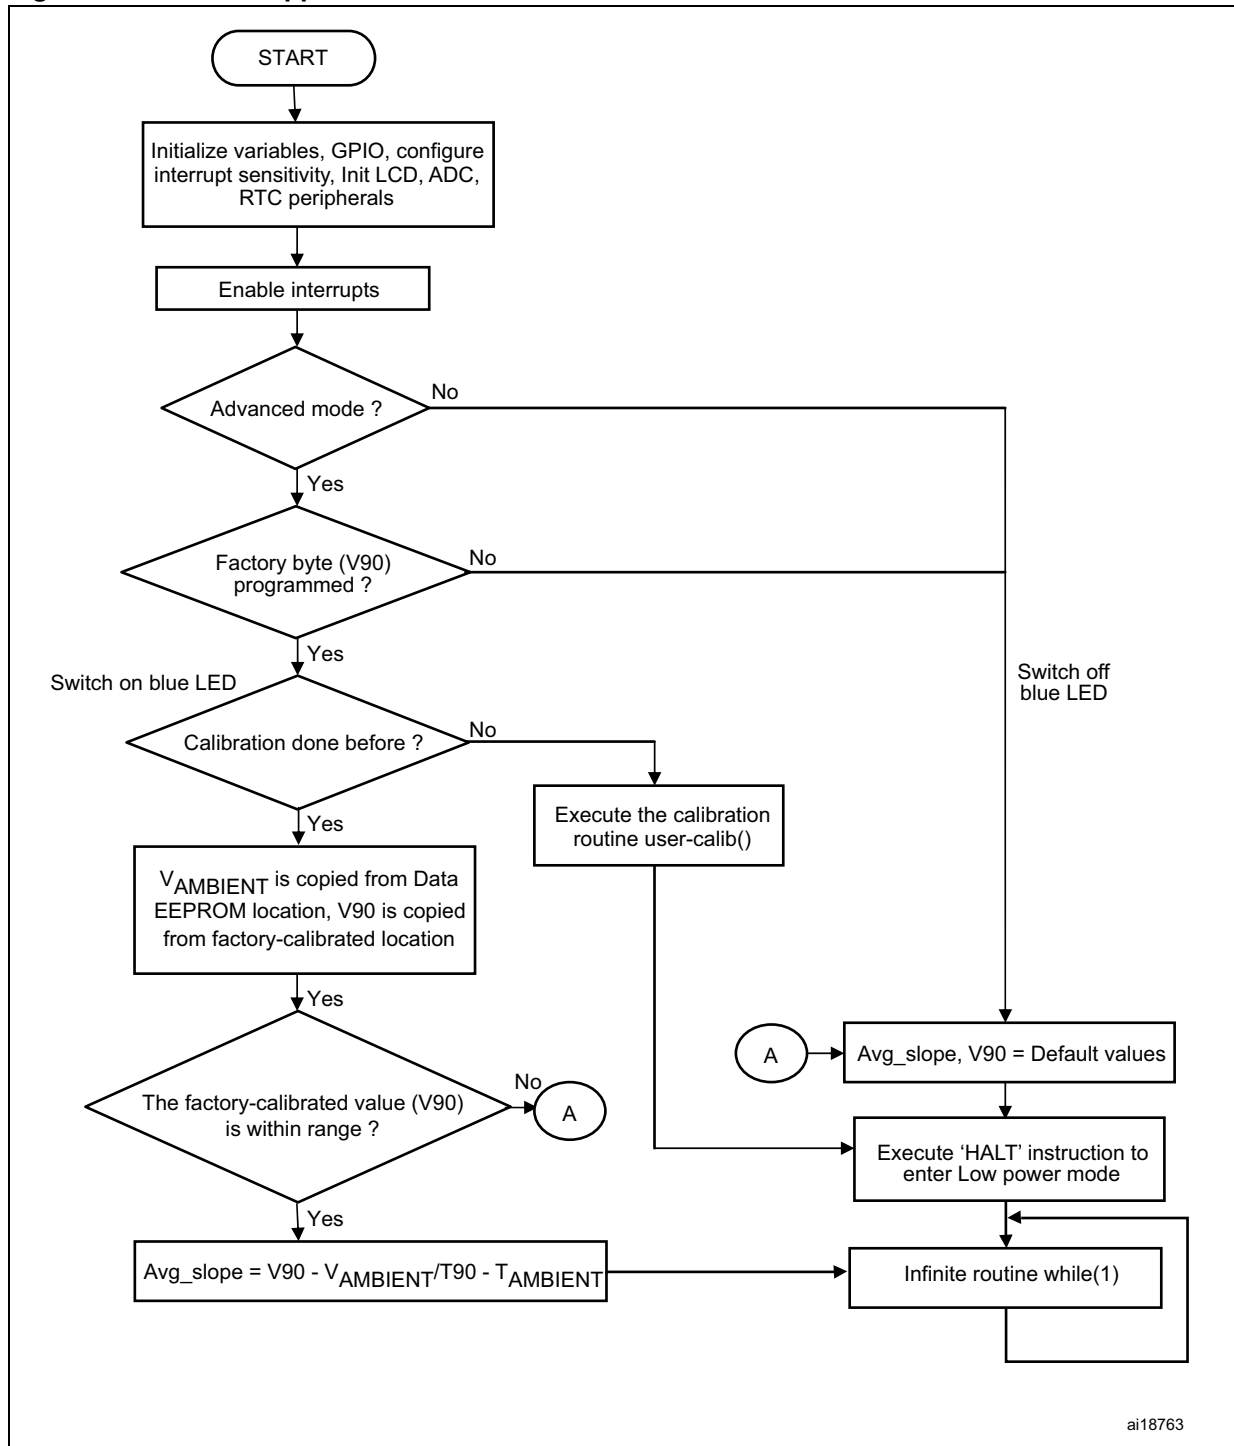 START
Initialize variables, GPIO, configure
interrupt sensitivity, Init LCD, ADC,
RTC peripherals
Enable interrupts
Advanced mode ?
No
Yes
Factory byte (V90)
programmed ?
No
Yes
Switch on blue LED
Switch off
blue LED
Calibration done before ?
No
Yes
Execute the calibration
routine user-calib()
VAMBIENT is copied from Data
EEPROM location, V90 is copied
from factory-calibrated location
Yes
The factory-calibrated value (V90)
is within range ?
No
A
A
Avg_slope, V90 = Default values
Execute ‘HALT’ instruction to
enter Low power mode
Yes
Avg_slope = V90 - VAMBIENT/T90 - TAMBIENT
Infinite routine while(1)
ai18763